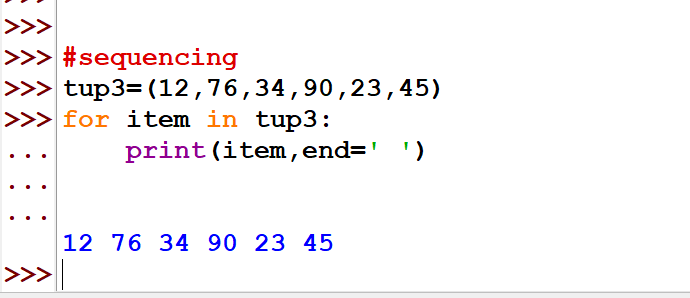 >>>
>>>
>>> #sequencing
>>> tup3=(12,76,34,90,23,45)
>>> for item in tup3:
...     print(item,end=' ')
...
...
12 76 34 90 23 45
>>>